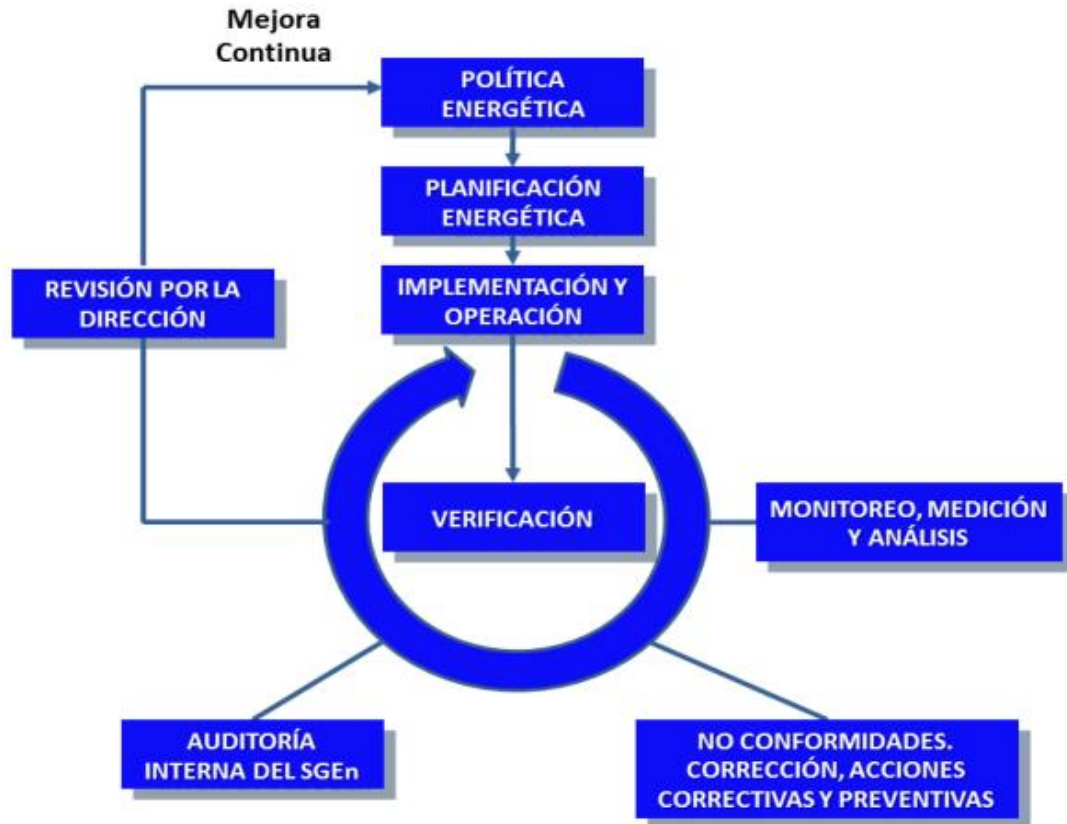 Mejora
Continua
POLÍTICA
ENERGÉTICA
PLANIFICACIÓN
ENERGÉTICA
IMPLEMENTACIÓN Y
OPERACIÓN
REVISIÓN POR LA
DIRECCIÓN
VERIFICACIÓN
MONITOREO, MEDICIÓN
Y ANÁLISIS
AUDITORÍA
INTERNA DEL SGEn
NO CONFORMIDADES.
CORRECCIÓN, ACCIONES
CORRECTIVAS Y PREVENTIVAS